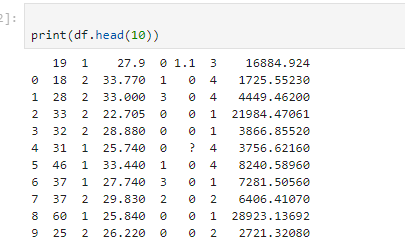 2]:
print(df.head(10))
19 1 27.9 0 1.1 3 16884.924
0 18 2 33.770 1 0 4 1725.55230
1 28 2 33.000 3 0 4 4449.46200
2 33 2 22.705 0 0 1 21984.47061
3 32 2 28.880 0 0 1 3866.85520
4 31 1 25.740 0 ? 4 3756.62160
5 46 1 33.440 1 0 4 8240.58960
6 37 1 27.740 3 0 1 7281.50560
7 37 2 29.830 2 0 2 6406.41070
8 60 1 25.840 0 0 1 28923.13692
9 25 2 26.220 0 0 2 2721.32080